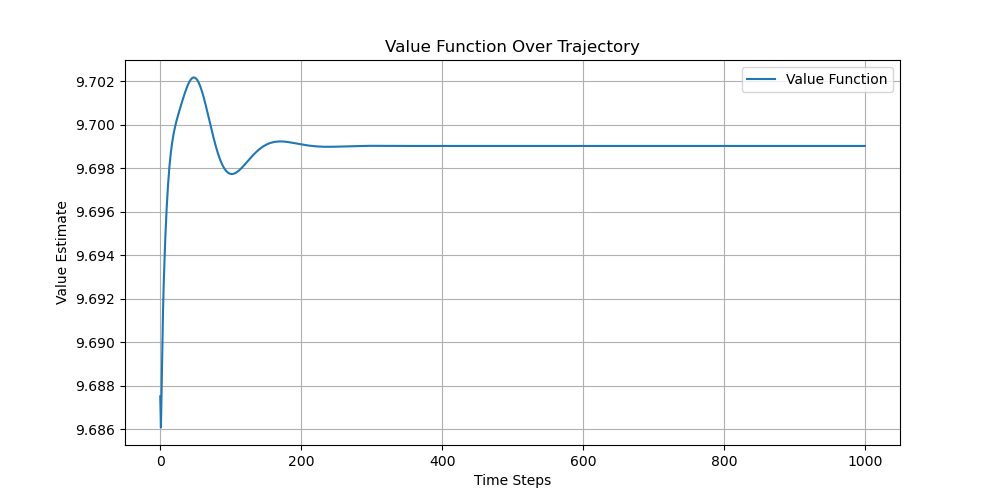 Value Function Over Trajectory
Value Function
Value Estimate
9.702
9.700
9.698
9.696
9.694
9.692
9.690
9.688
9.686
0 200 400 600 800 1000
Time Steps